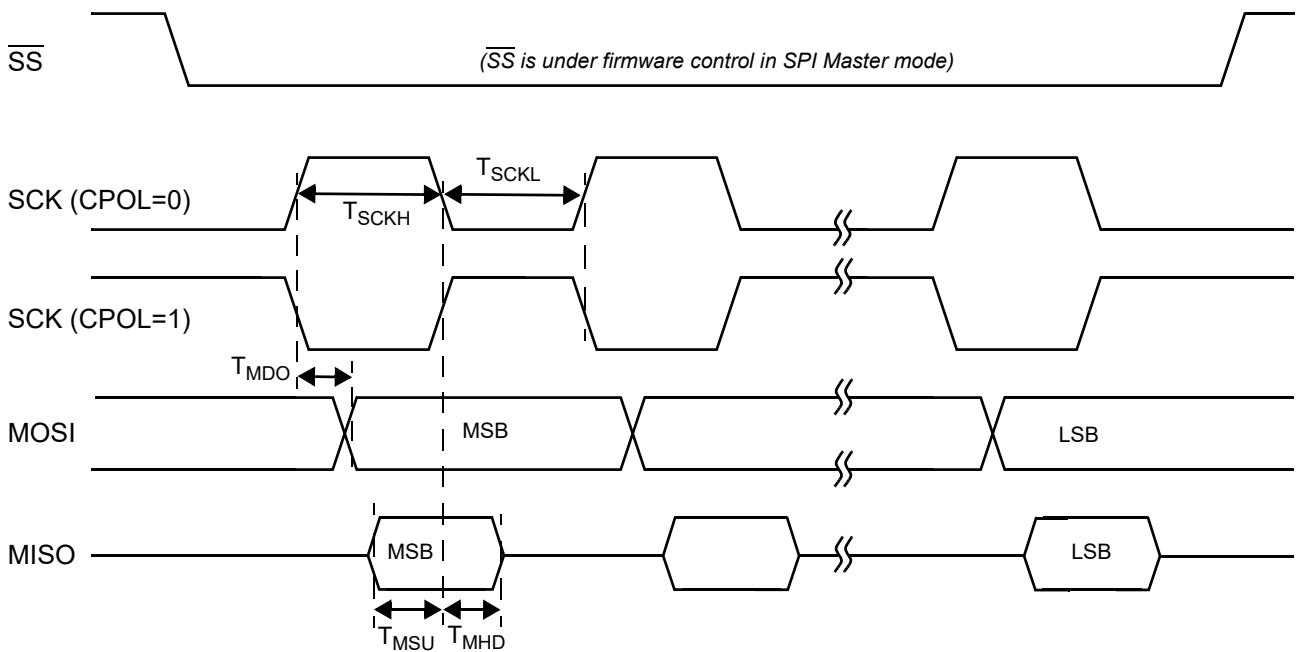 SS
(SS is under firmware control in SPI Master mode)
TSCKL
SCK (CPOL=0)
TSCKH
SCK (CPOL=1)
TMDO
MOSI
MSB
LSB
MISO
MSB
LSB
TMSU
TMHD